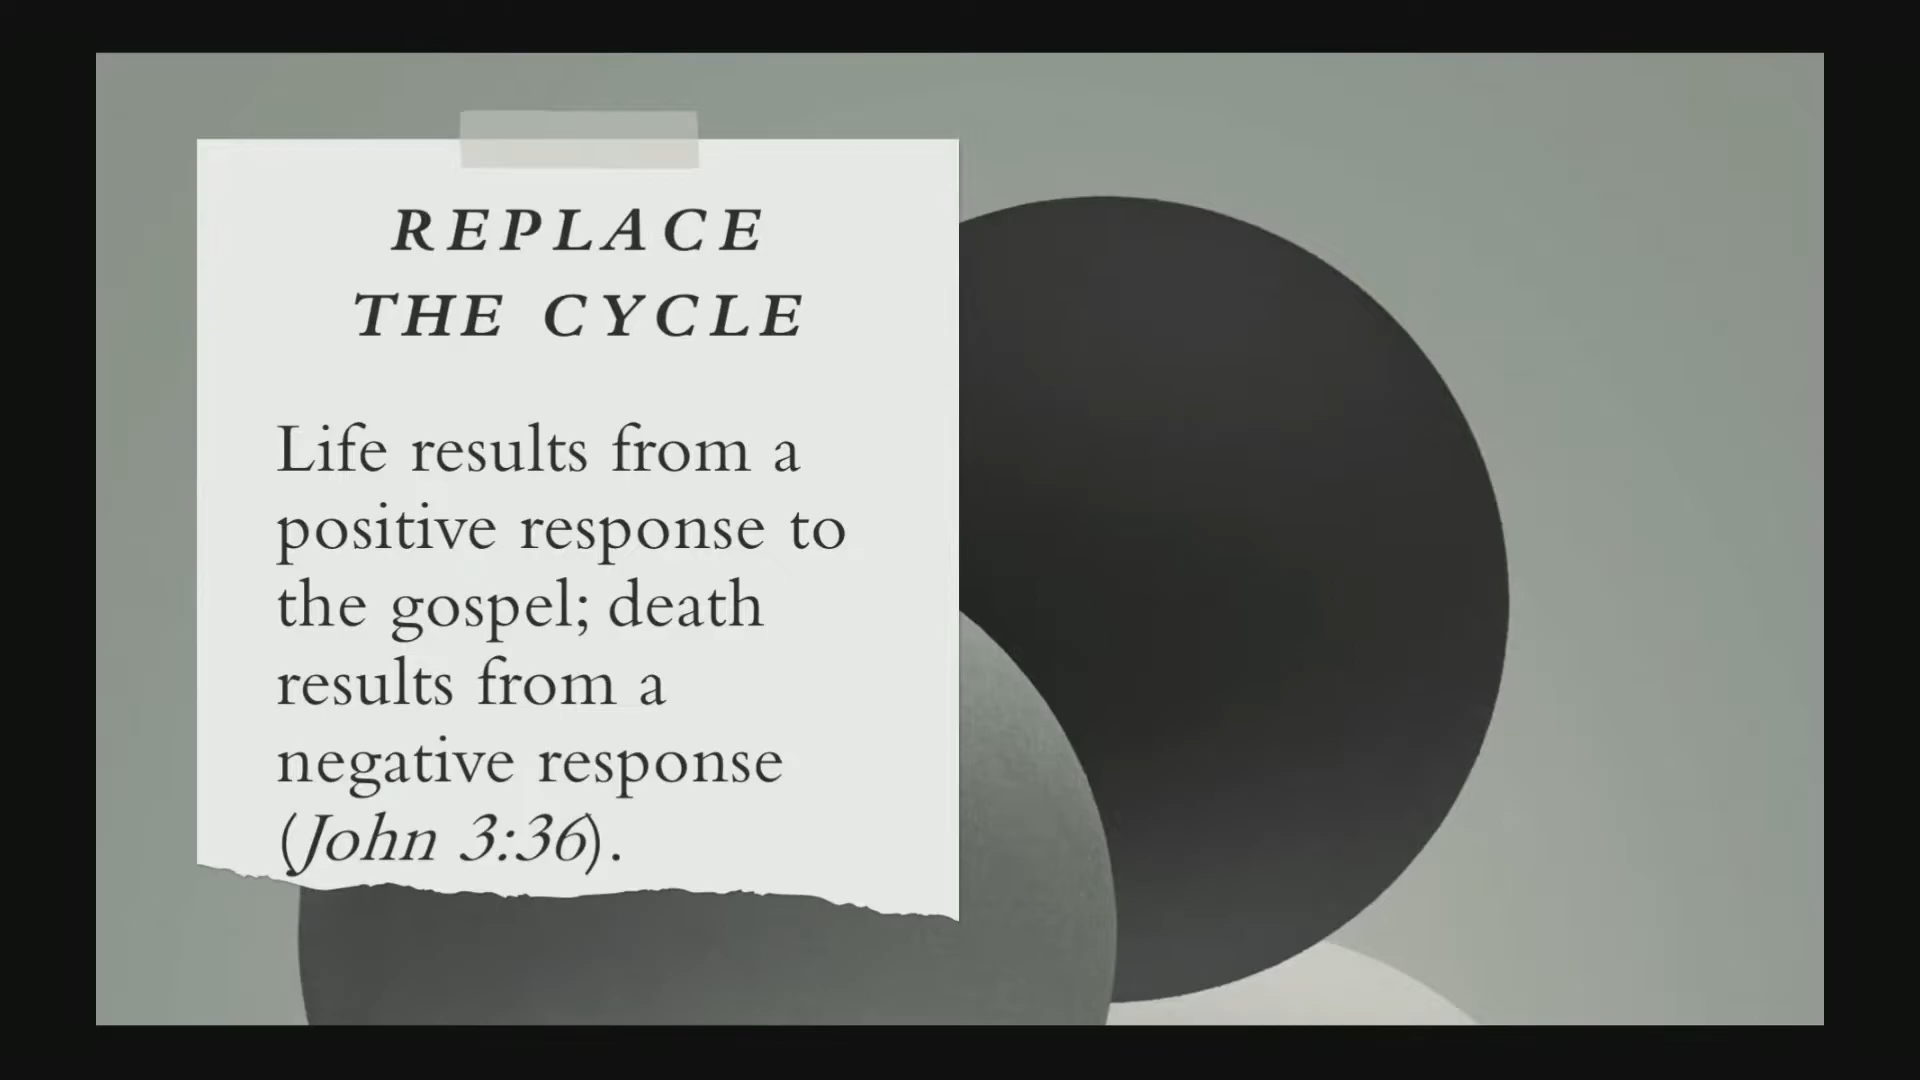 REPLACE
THE CYCLE
Life results from a
positive response to
the gospel; death
results from a
negative response
(John 3:36).